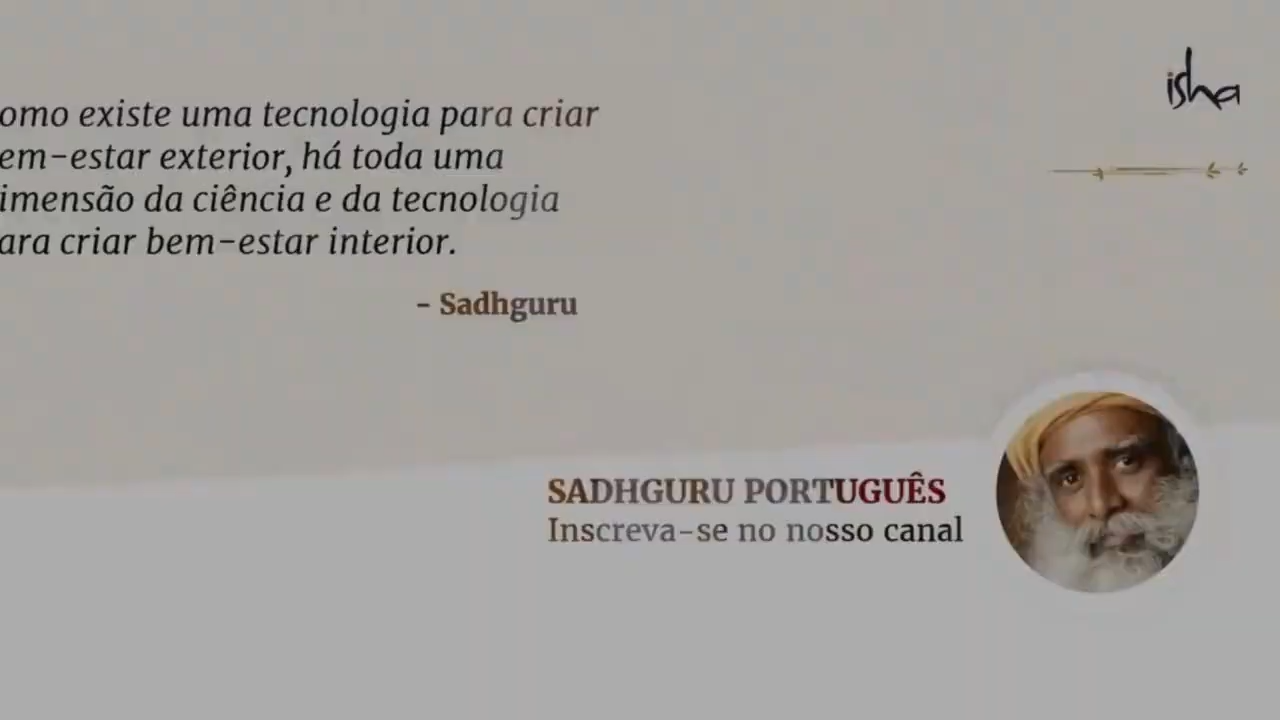 omo existe uma tecnologia para criar
em-estar exterior, há toda uma
imensão da ciência e da tecnologia
ara criar bem-estar interior.
- Sadhguru
isha
SADHGURU PORTUGUÊS
Inscreva-se no nosso canal